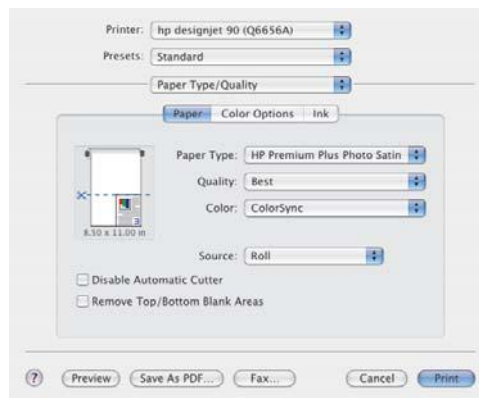 Printer: hp designjet 90 (Q6656A)
Presets: Standard
Paper Type/Quality
Paper Color Options Ink
Paper Type: HP Premium Plus Photo Satin
Quality: Best
Color: ColorSync
8.50 x 11.00 in
Source: Roll
Disable Automatic Cutter
Remove Top/Bottom Blank Areas
? Preview Save As PDF... Fax... Cancel Print